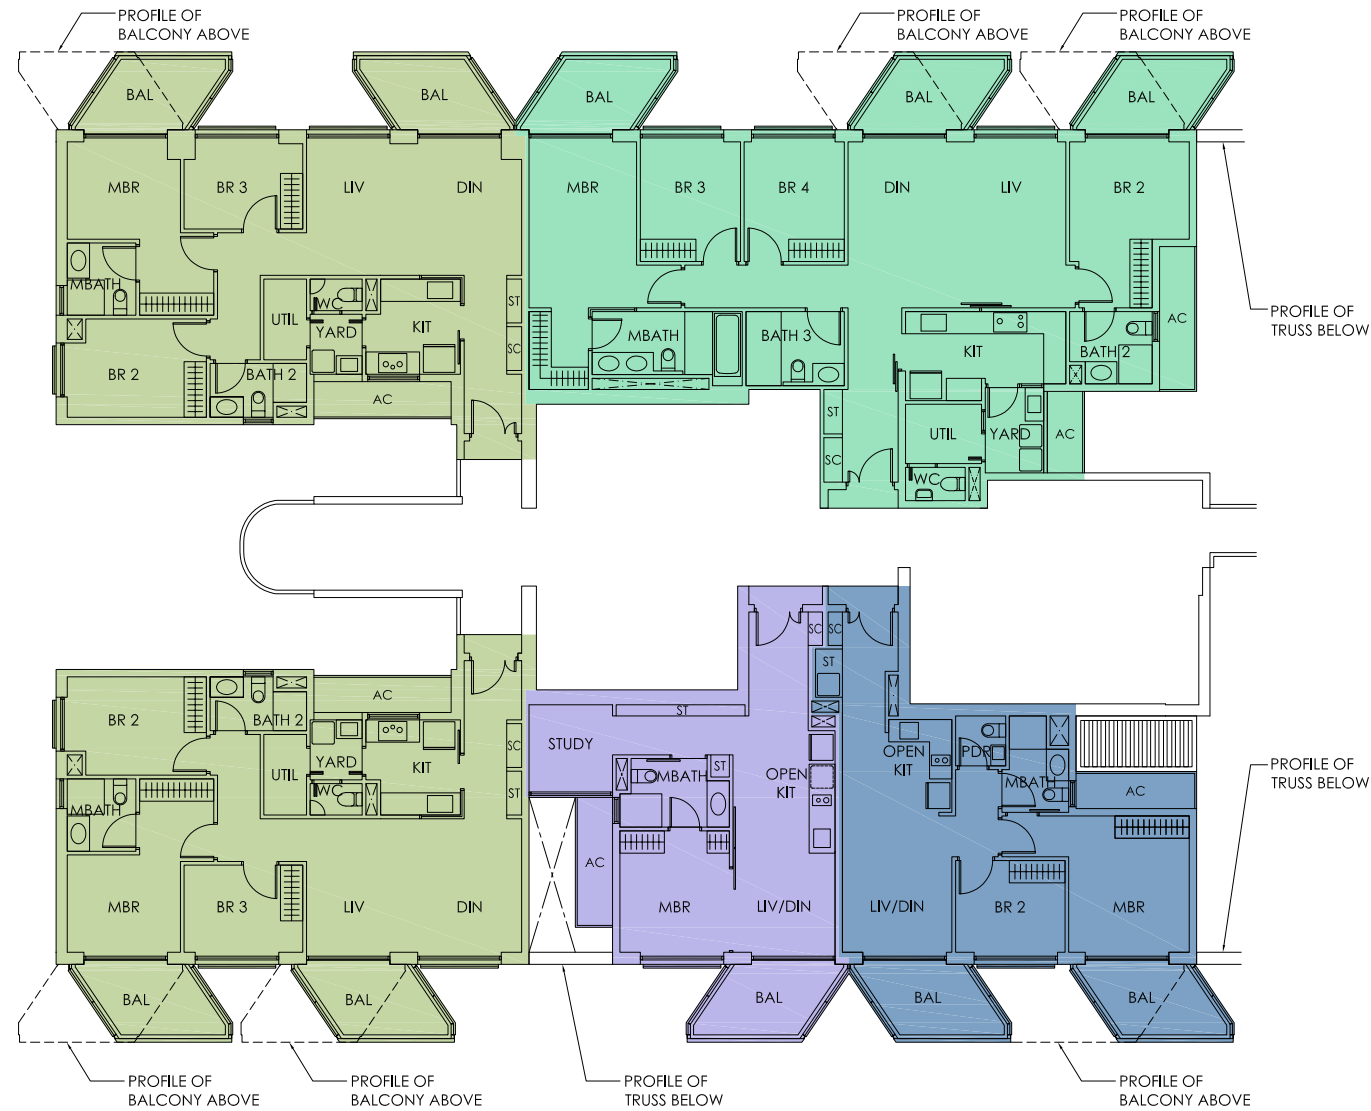 PROFILE OF
BALCONY ABOVE
PROFILE OF
BALCONY ABOVE
PROFILE OF
BALCONY ABOVE
BAL
BAL
BAL
BAL
BAL
MBR
BR 3
LIV
DIN
MBR
BR 3
BR 4
DIN
LIV
BR 2
MBATH
UTIL
WC
YARD
KIT
ST
SC
BR 2
BATH 2
AC
MBATH
BATH 3
KIT
BATH 2
AC
PROFILE OF
TRUSS BELOW
ST
SC
UTIL
YARD
AC
WC
SC
SC
ST
AC
BR 2
BATH 2
ST
STUDY
SC
UTIL
YARD
KIT
WC
ST
MBATH
MBATH
ST
OPEN
KIT
OPEN
KIT
PDR
MBATH
AC
PROFILE OF
TRUSS BELOW
AC
MBR
BR 3
LIV
DIN
MBR
LIV/DIN
LIV/DIN
BR 2
MBR
BAL
BAL
BAL
BAL
BAL
PROFILE OF
BALCONY ABOVE
PROFILE OF
BALCONY ABOVE
PROFILE OF
TRUSS BELOW
PROFILE OF
BALCONY ABOVE